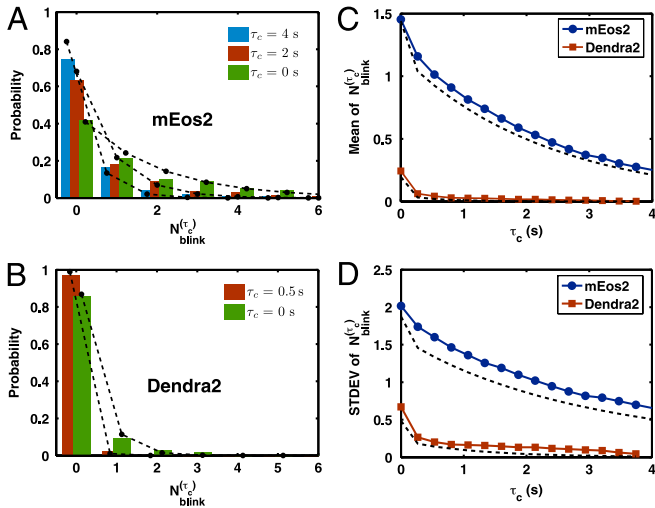 A
Probability
1
0.8
0.6
0.4
0.2
0
0 2 4 6
τc = 4 s
τc = 2 s
τc = 0 s
mEos2
N(τc)blink
B
Probability
1
0.8
0.6
0.4
0.2
0
0 1 2 3 4 5 6
τc = 0.5 s
τc = 0 s
Dendra2
N(τc)blink
C
Mean of N(τc)blink
1.5
1
0.5
0
0 1 2 3 4
mEos2
Dendra2
τc (s)
D
STDEV of N(τc)blink
2.5
2
1.5
1
0.5
0
0 1 2 3 4
mEos2
Dendra2
τc (s)